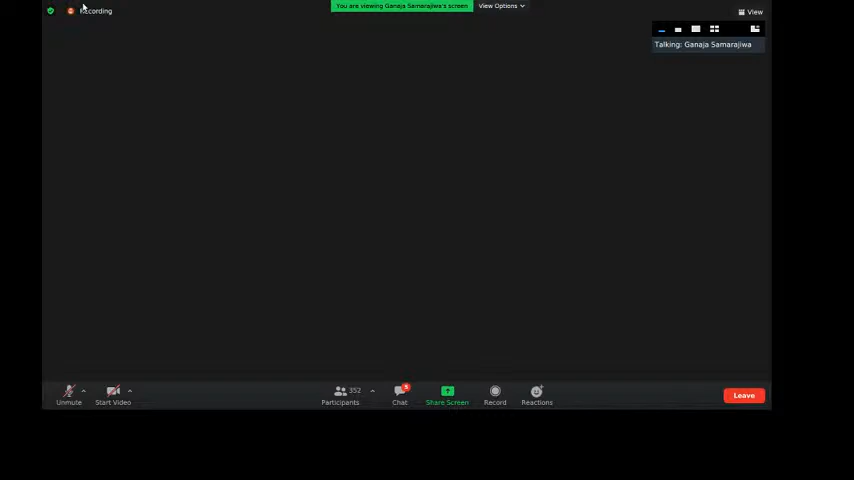 Recording
You are viewing Ganaja Samarajiwa's screen
View Options
View
Talking: Ganaja Samarajiwa
Unmute
Start Video
352
Participants
5
Chat
Share Screen
Record
Reactions
Leave